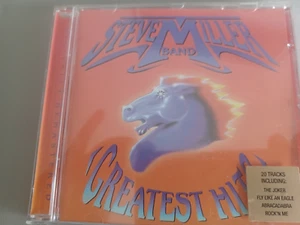 STEVE MILLER
BAND
GREATEST HITS
20 TRACKS
INCLUDING:
THE JOKER
FLY LIKE AN EAGLE
ABRACADABRA
ROCK'N ME